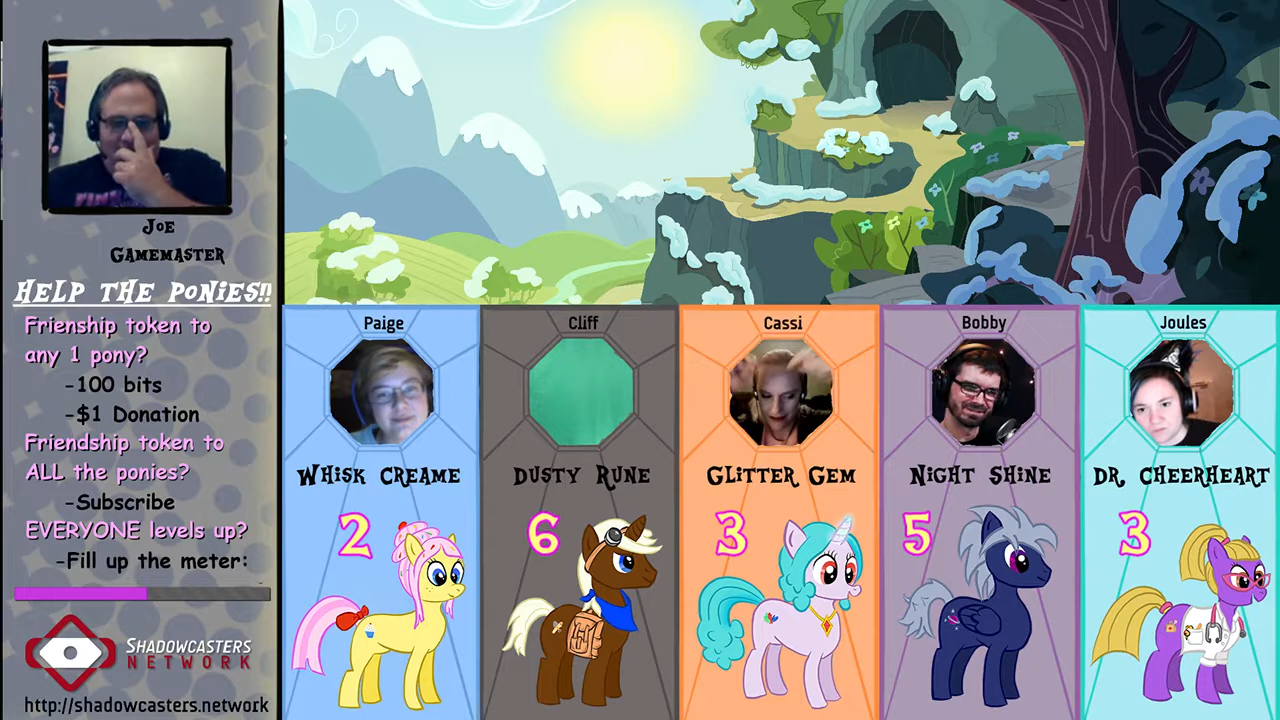 Joe
Gamemaster
Help the Ponies!!
Frienship token to
any 1 pony?
-100 bits
-$1 Donation
Friendship token to
ALL the ponies?
-Subscribe
EVERYONE levels up?
-Fill up the meter:
Shadowcasters
NETWORK
http://shadowcasters.network
Paige
Whisk Creame
2
Cliff
Dusty Rune
6
Cassi
Glitter Gem
3
Bobby
Night Shine
5
Joules
Dr. Cheerheart
3